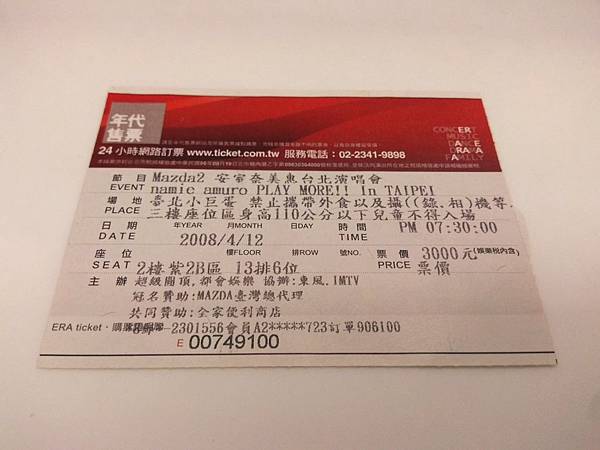 年代
售票
CONCERT
MUSIC
DANCE
DRAMA
FAMILY
24小時網路訂票 www.ticket.com.tw 服務電話：02-2341-9898
節目 Mazda2 安室奈美惠台北演唱會
EVENT namie amuro PLAY MORE!! In TAIPEI
場地 臺北小巨蛋 禁止攜帶外食以及攝((錄.相)機等.
PLACE 三樓座位區身高110公分以下兒童不得入場
日期 年YEAR 月MONTH 日DAY 時間 PM 07:30:00
DATE 2008/4/12 TIME
座位 樓FLOOR 排ROW 號NO. 票價 3000元(娛樂稅內含)
SEAT 2樓紫2B區 13排6位 PRICE 票價
主辦 超級圓頂.都會娛樂 協辦:東風.IMTV
冠名贊助:MAZDA臺灣總代理
共同贊助:全家便利商店
ERA ticket．購票
-2301556會員A2*****723訂單906100
E 00749100